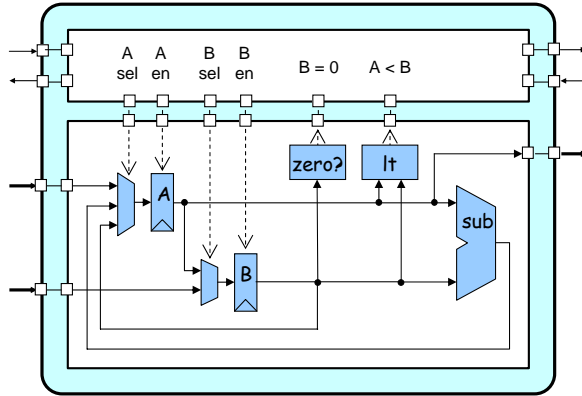 A sel
A en
B sel
B en
B = 0
A < B
zero?
lt
A
sub
B